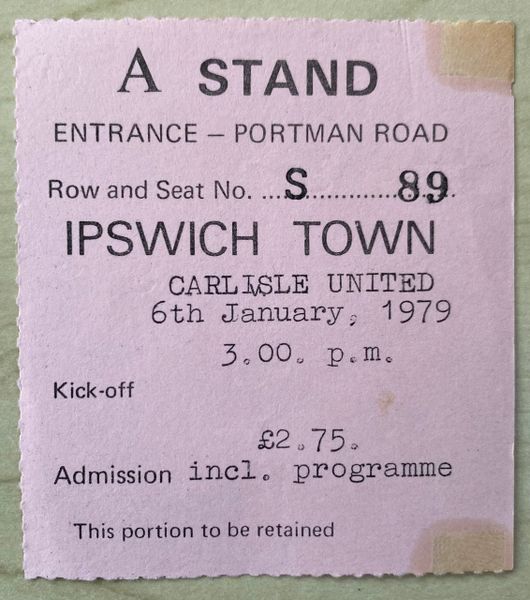 A STAND
ENTRANCE – PORTMAN ROAD
Row and Seat No. ...S..............89..
IPSWICH TOWN
CARLISLE UNITED
6th January, 1979
3.00. p.m.
Kick-off
£2.75.
Admission incl. programme
This portion to be retained